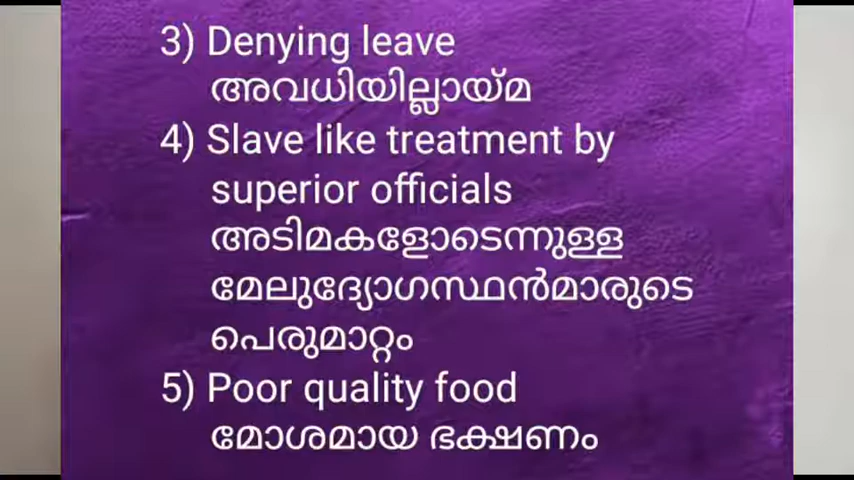 3) Denying leave
അവധിയില്ലായ്മ
4) Slave like treatment by
superior officials
അടിമകളോടെന്നുള്ള
മേലുദ്യോഗസ്ഥൻമാരുടെ
പെരുമാറ്റം
5) Poor quality food
മോശമായ ഭക്ഷണം